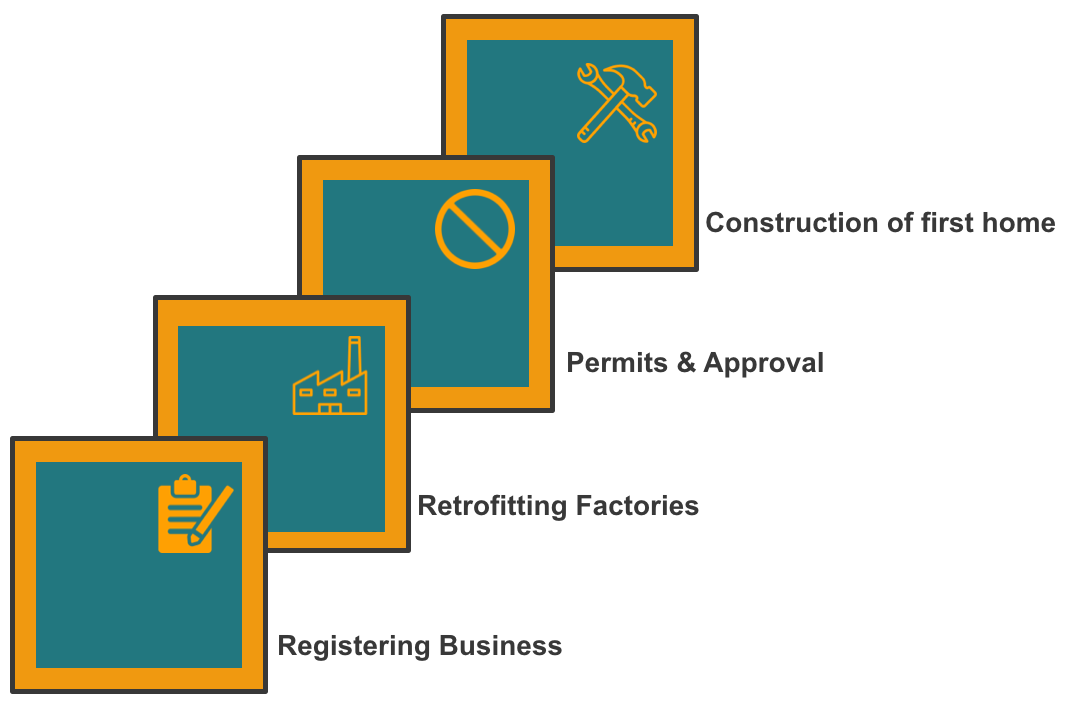 Construction of first home
Permits & Approval
Retrofitting Factories
Registering Business